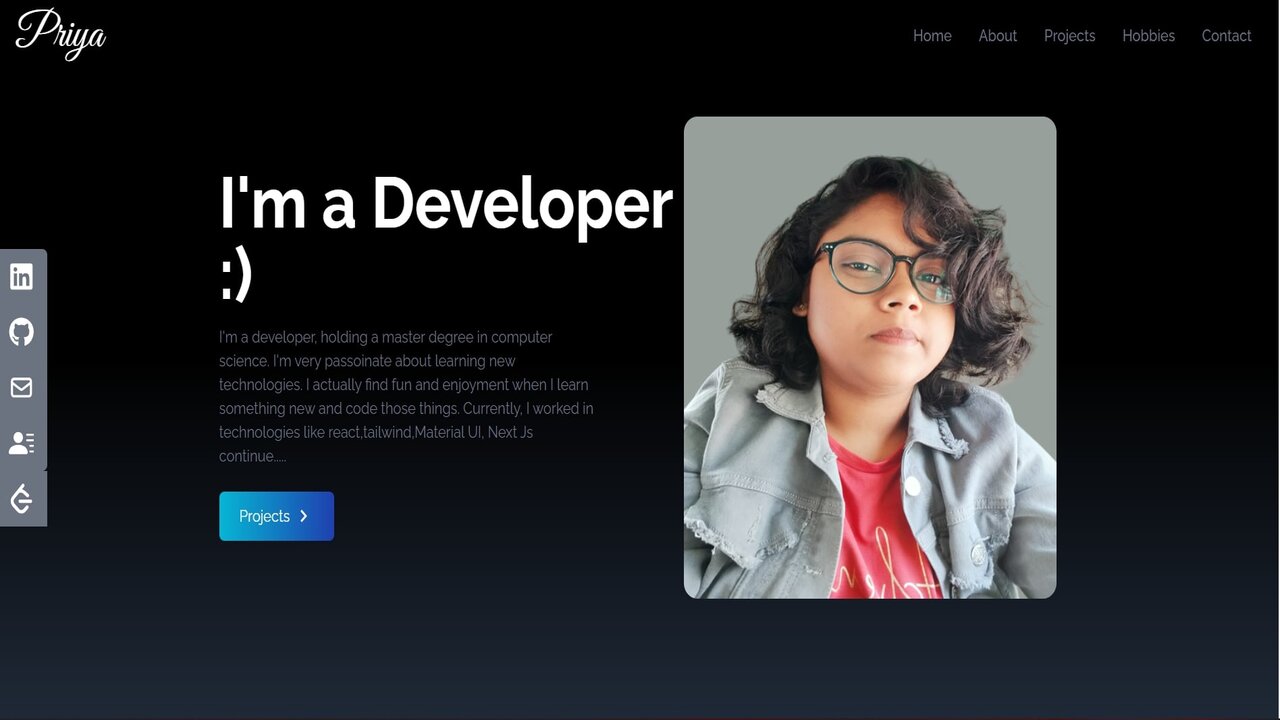 Priya
Home About Projects Hobbies Contact
I'm a Developer
:)
I'm a developer, holding a master degree in computer
science. I'm very passoinate about learning new
technologies. I actually find fun and enjoyment when I learn
something new and code those things. Currently, I worked in
technologies like react,tailwind,Material UI, Next Js
continue.....
Projects
in